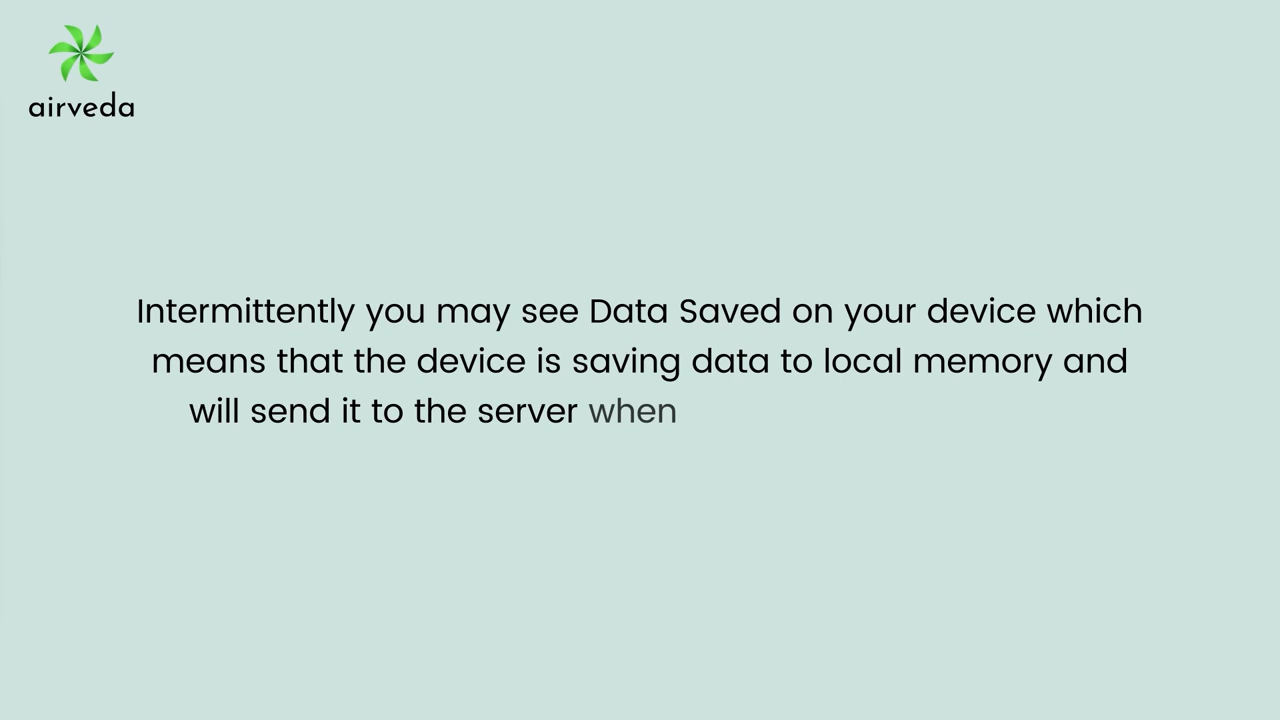 airveda
Intermittently you may see Data Saved on your device which
means that the device is saving data to local memory and
will send it to the server when